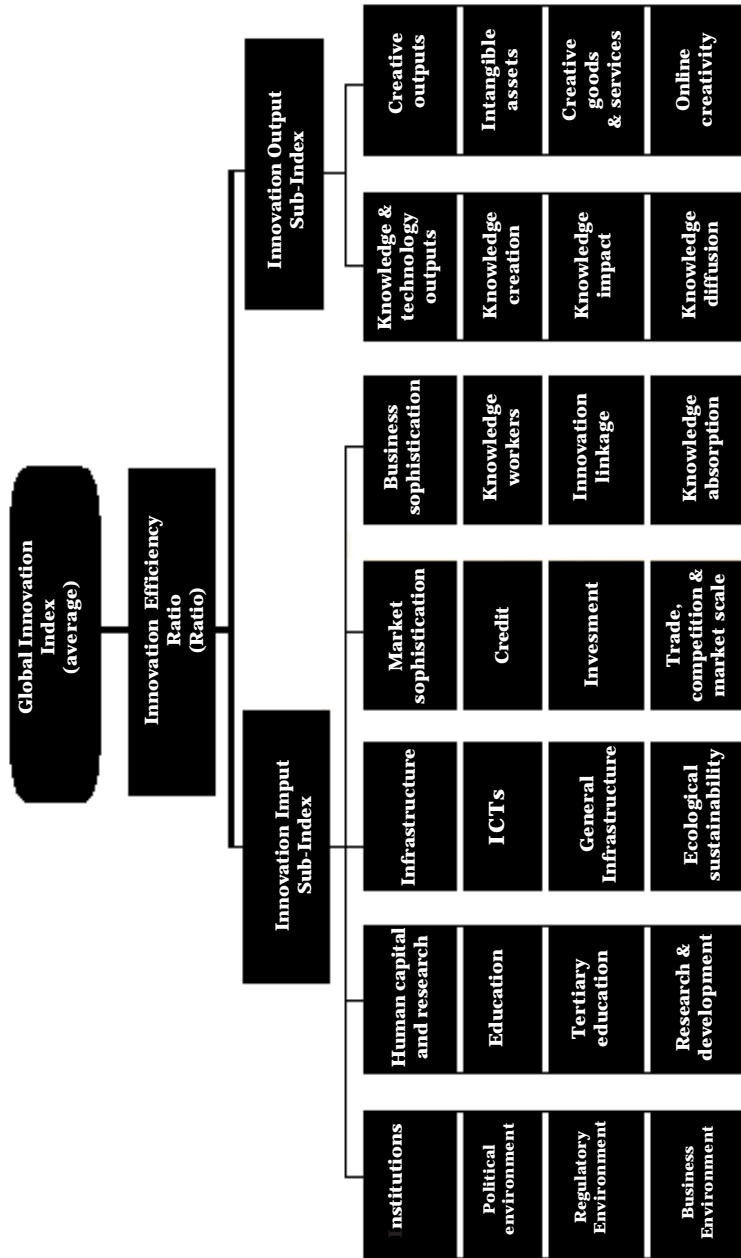 Global Innovation
Index
(average)
Innovation Efficiency
Ratio
(Ratio)
Innovation Imput
Sub-Index
Innovation Output
Sub-Index
Institutions
Political
environment
Regulatory
Environment
Business Environment
Human capital
and research
Education
Tertiary
education
Research &
development
Infrastructure
ICTs
General
Infrastructure
Ecological
sustainability
Market
sophistication
Credit
Invesment
Trade,
competition &
market scale
Business
sophistication
Knowledge
workers
Innovation
linkage
Knowledge
absorption
Knowledge &
technology
outputs
Knowledge
creation
Knowledge
impact
Knowledge
diffusion
Creative
outputs
Intangible
assets
Creative
goods
& services
Online
creativity